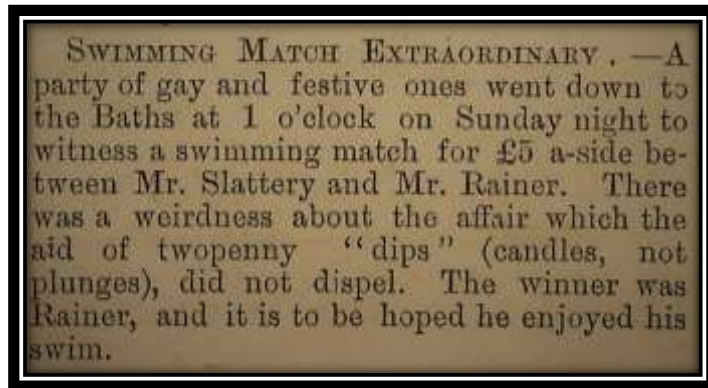 SWIMMING MATCH EXTRAORDINARY. —A
party of gay and festive ones went down to
the Baths at 1 o'clock on Sunday night to
witness a swimming match for £5 a-side be-
tween Mr. Slattery and Mr. Rainer. There
was a weirdness about the affair which the
aid of twopenny "dips" (candles, not
plunges), did not dispel. The winner was
Rainer, and it is to be hoped he enjoyed his
swim.